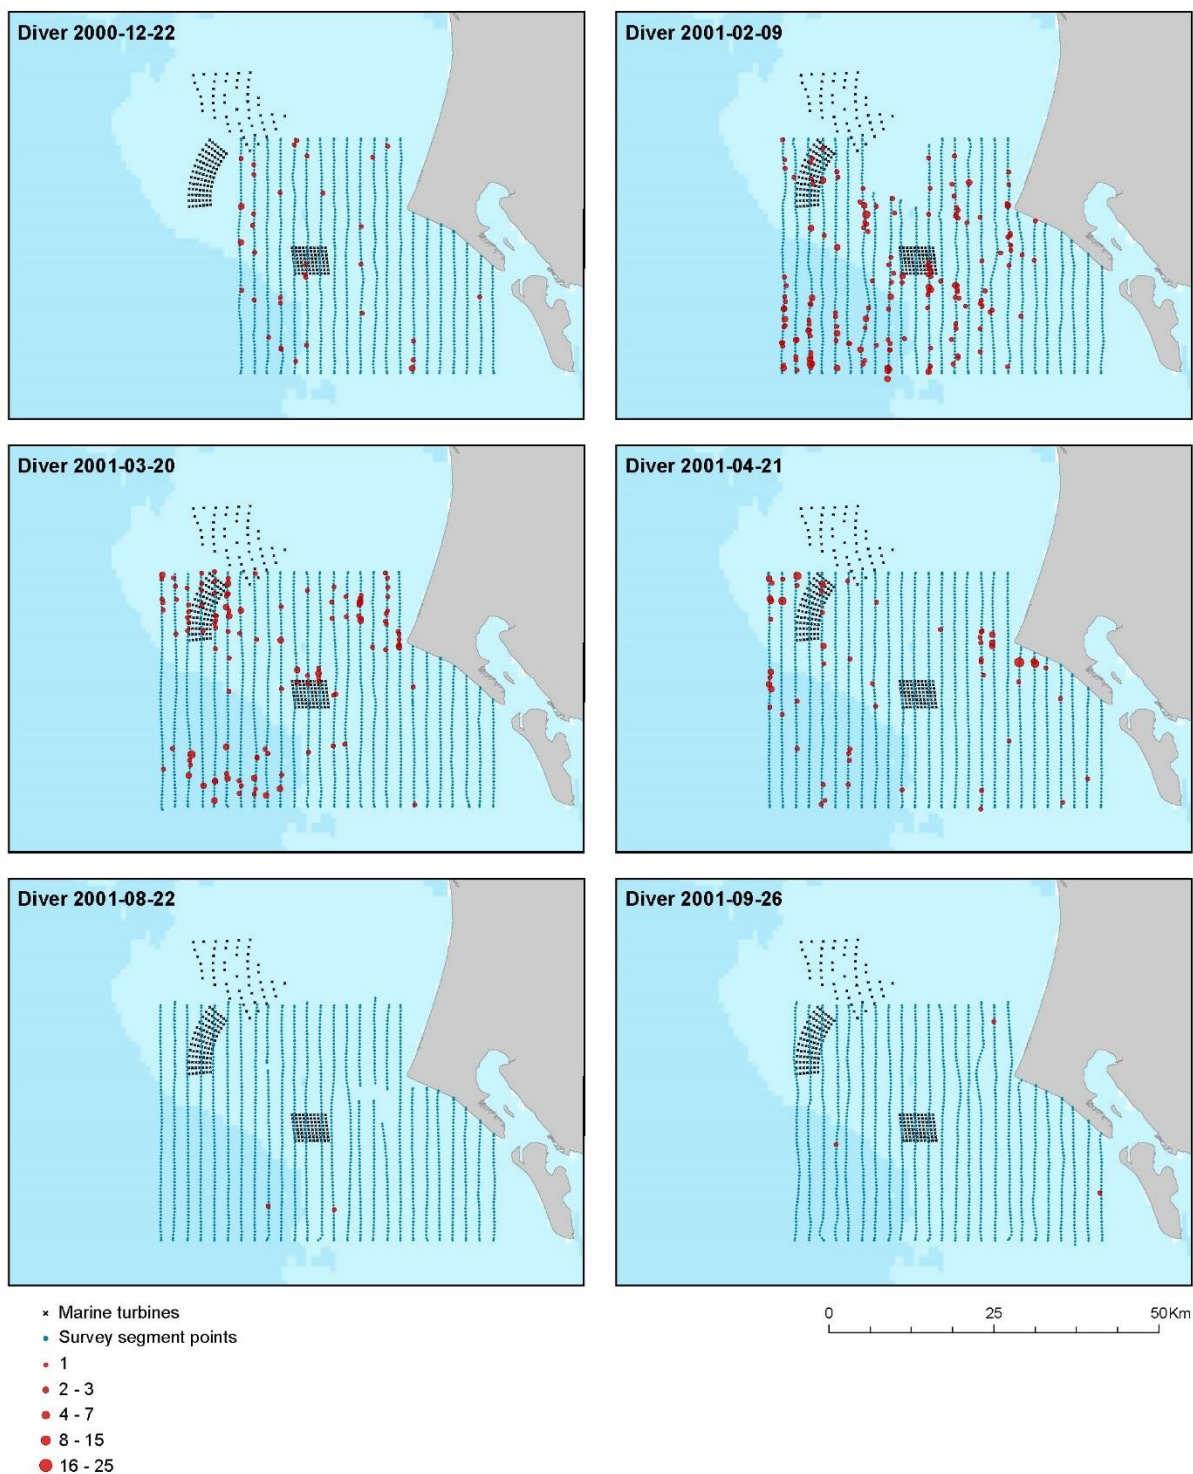 Diver 2000-12-22
Diver 2001-02-09
Diver 2001-03-20
Diver 2001-04-21
Diver 2001-08-22
Diver 2001-09-26
Marine turbines
Survey segment points
1
2 - 3
4 - 7
8 - 15
16 - 25
0 25 50Km